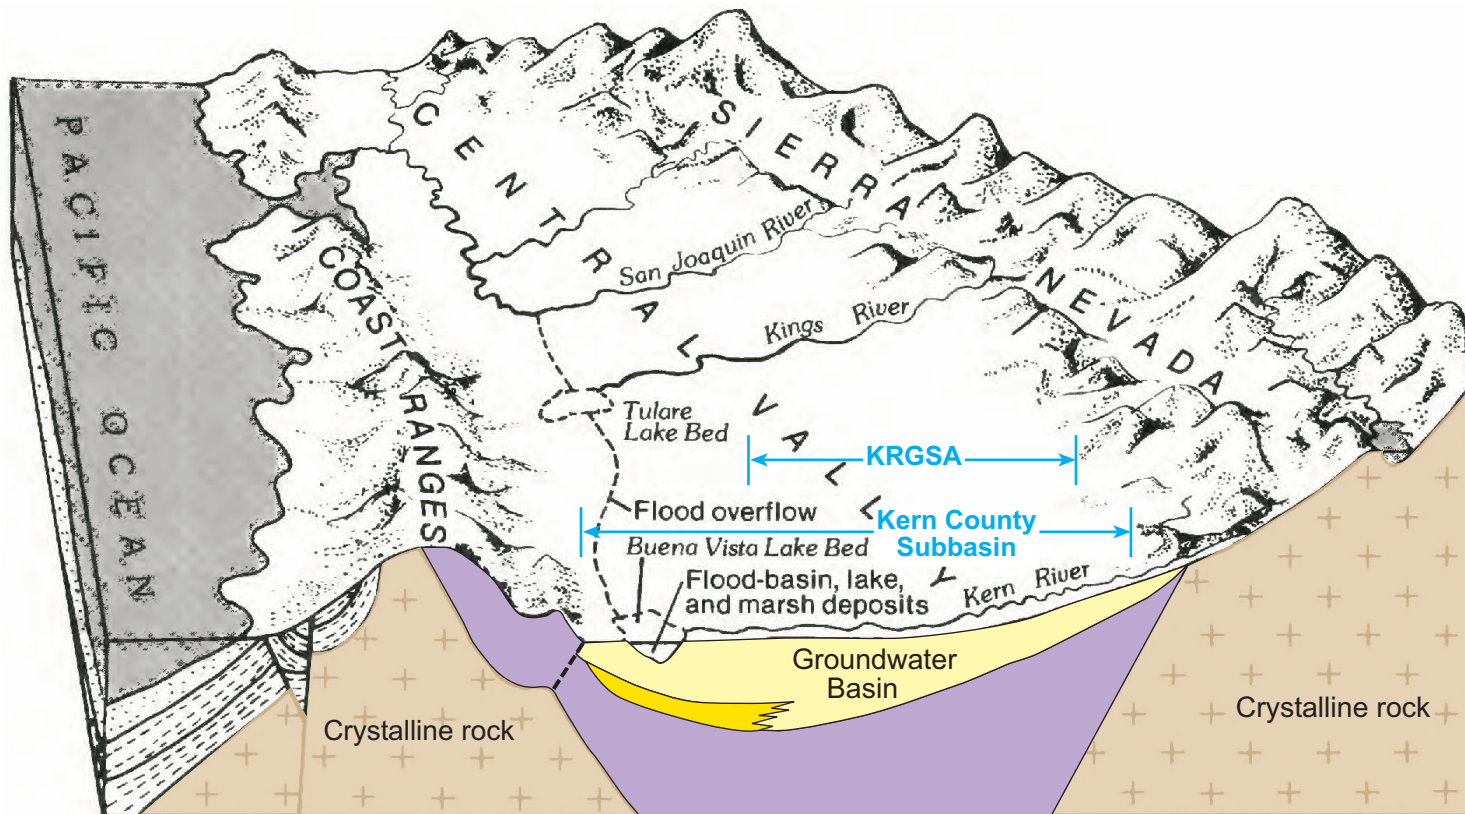 PACIFIC OCEAN
CENTRAL VALLEY
SIERRA NEVADA
COAST RANGES
San Joaquin River
Kings River
Tulare
Lake Bed
KRGSA
Flood overflow
Kern County
Subbasin
Buena Vista Lake Bed
Flood-basin, lake,
and marsh deposits
Kern River
Groundwater
Basin
Crystalline rock
Crystalline rock